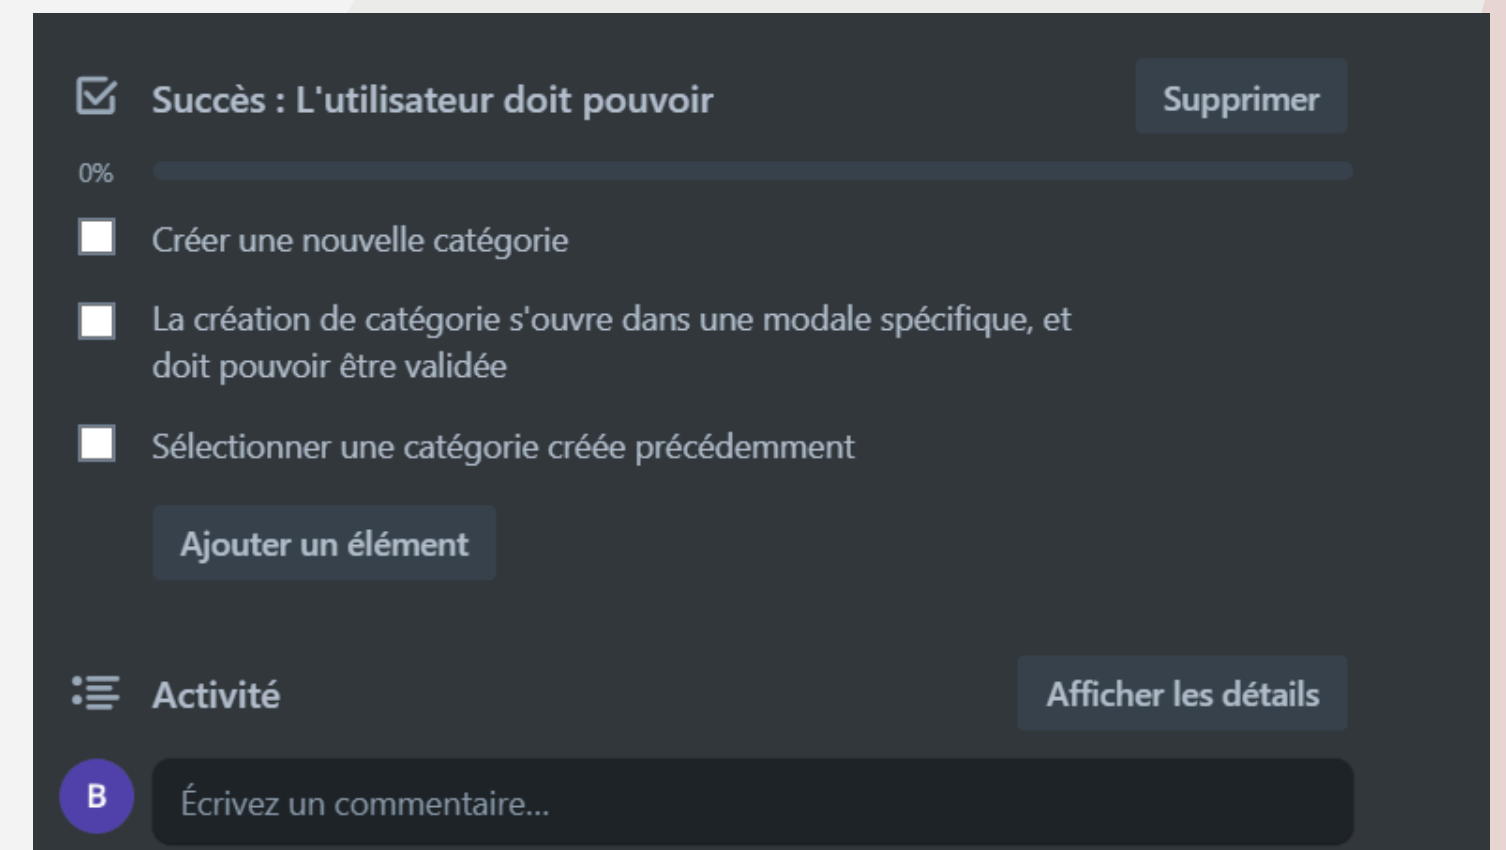 Succès : L'utilisateur doit pouvoir
Supprimer
0%
Créer une nouvelle catégorie
La création de catégorie s'ouvre dans une modale spécifique, et
doit pouvoir être validée
Sélectionner une catégorie créée précédemment
Ajouter un élément
Activité
Afficher les détails
B
Écrivez un commentaire...